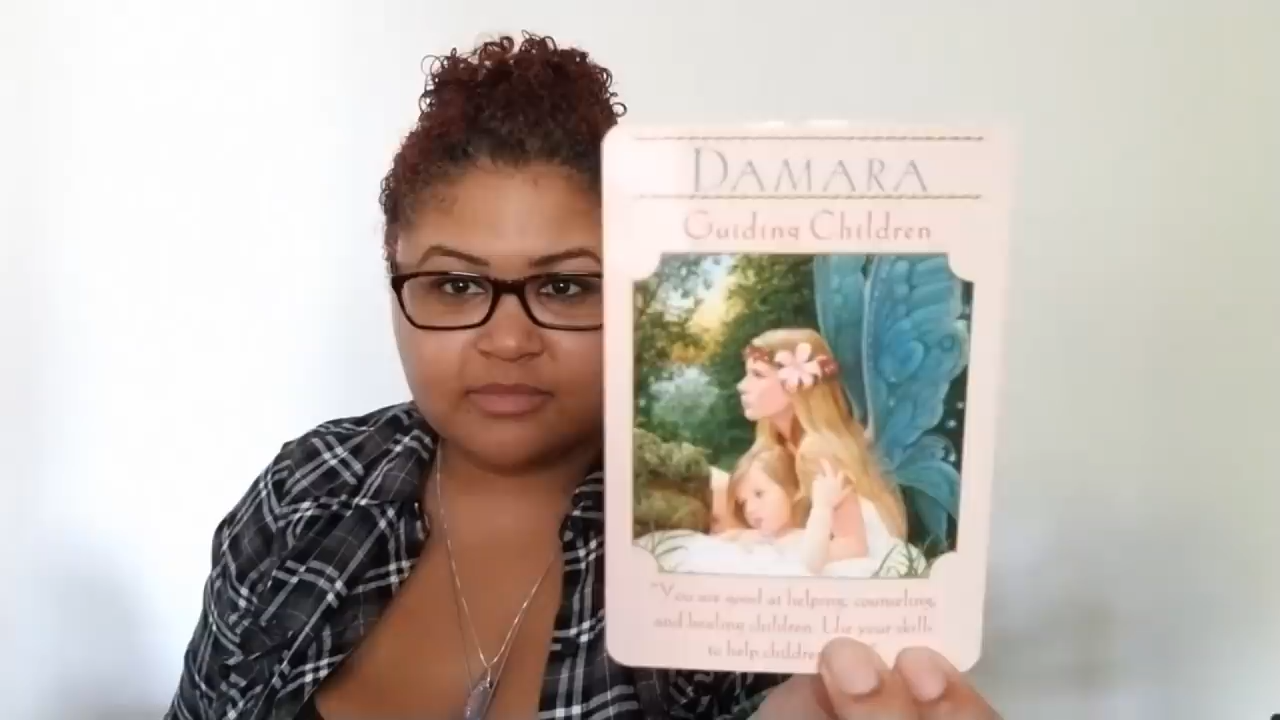 DAMARA
Guiding Children
"You are good at helping, counseling,
and healing children. Use your skills
to help children